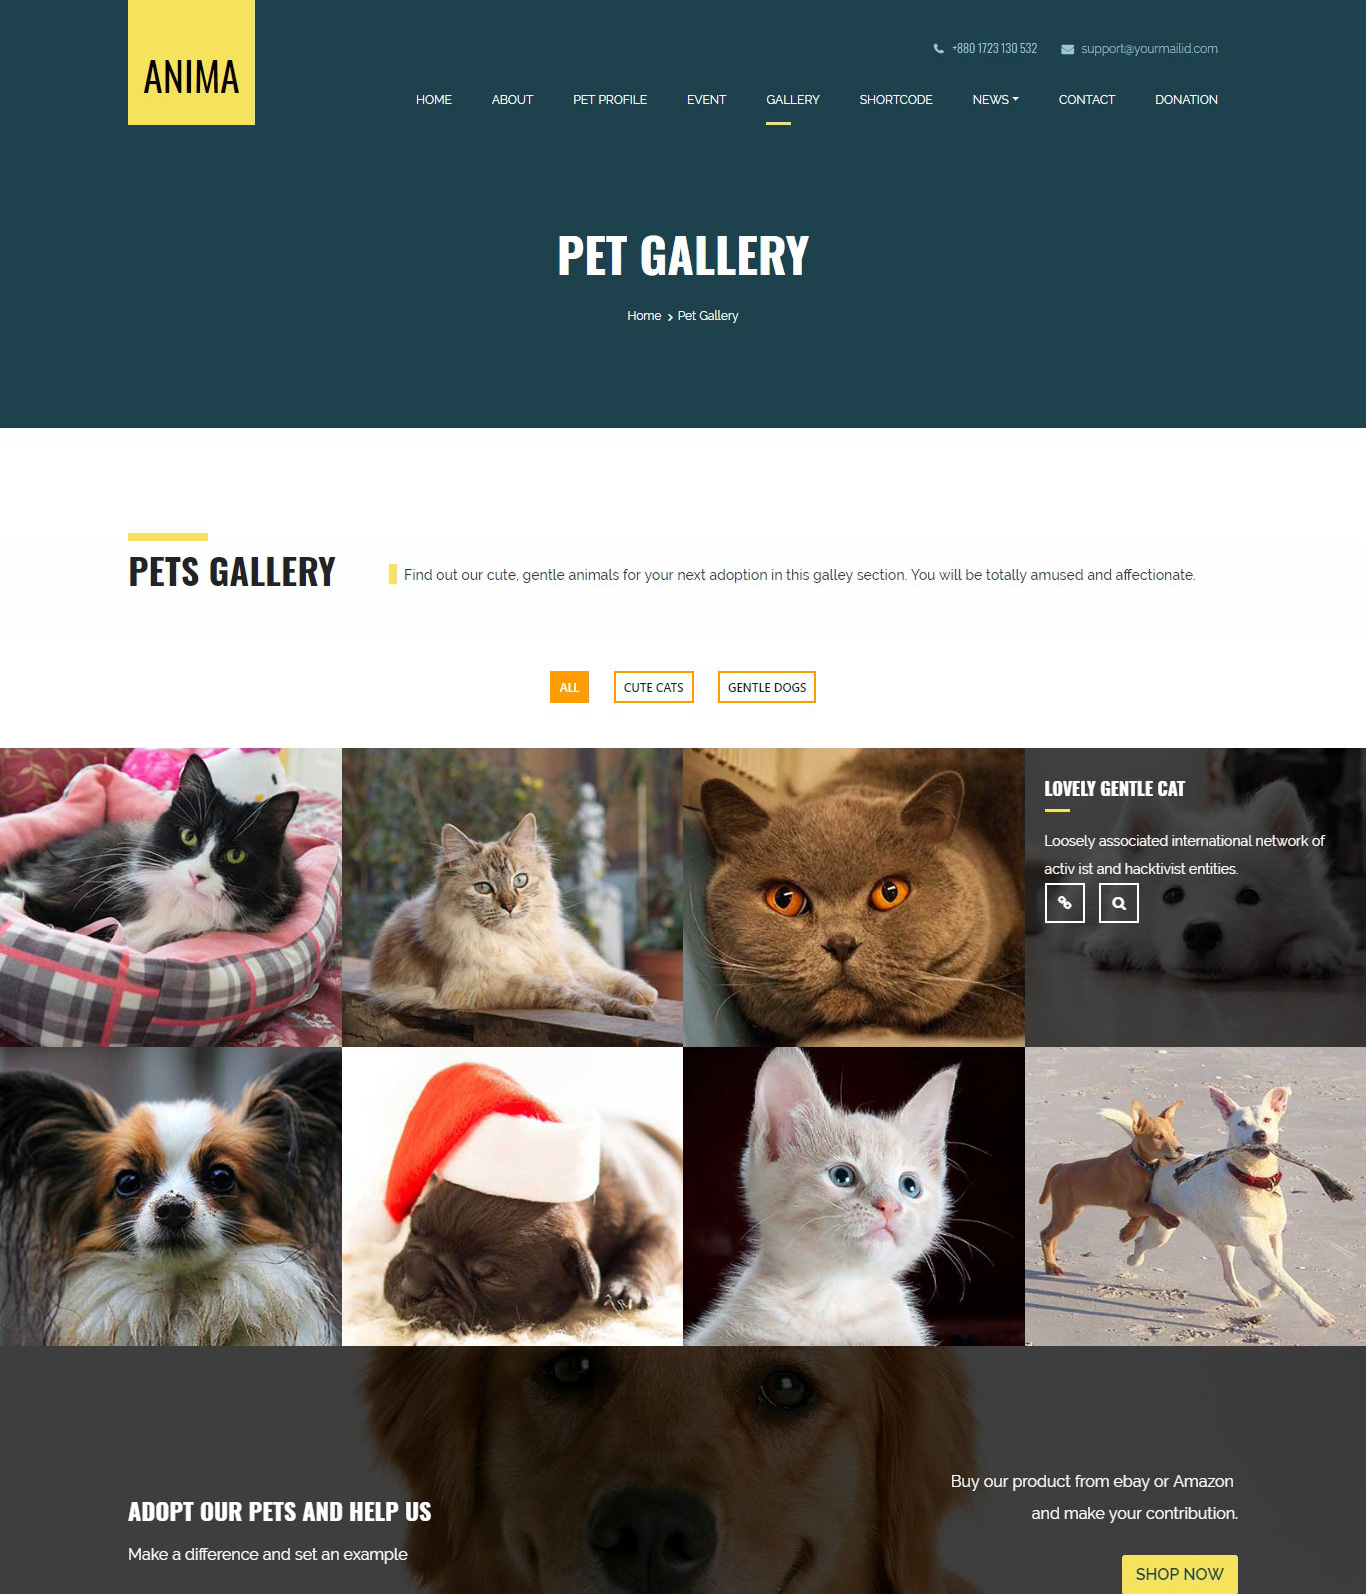 ANIMA
+880 1723 130 532
support@yourmailid.com
HOME
ABOUT
PET PROFILE
EVENT
GALLERY
SHORTCODE
NEWS
CONTACT
DONATION
PET GALLERY
Home
Pet Gallery
PETS GALLERY
Find out our cute, gentle animals for your next adoption in this galley section. You will be totally amused and affectionate.
ALL
CUTE CATS
GENTLE DOGS
LOVELY GENTLE CAT
Loosely associated international network of
activ ist and hacktivist entities.
ADOPT OUR PETS AND HELP US
Make a difference and set an example
Buy our product from ebay or Amazon
and make your contribution.
SHOP NOW